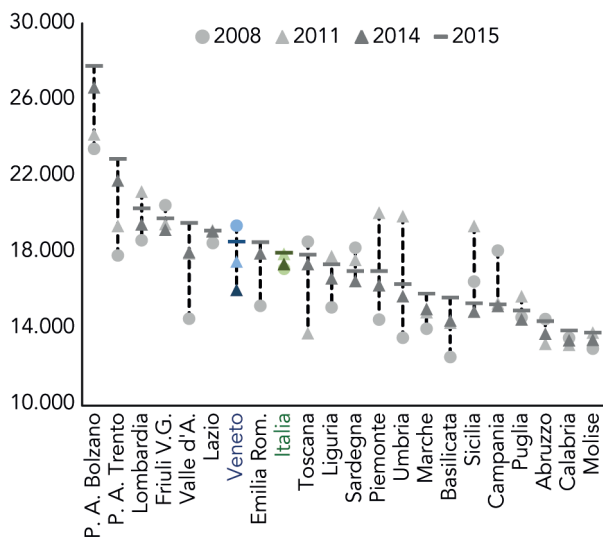 30.000
26.000
22.000
18.000
14.000
10.000
2008 2011 2014 2015
P. A. Bolzano
P. A. Trento
Lombardia
Friuli V.G.
Valle d'A.
Lazio
Veneto
Emilia Rom.
Italia
Toscana
Liguria
Sardegna
Piemonte
Umbria
Marche
Basilicata
Sicilia
Campania
Puglia
Abruzzo
Calabria
Molise